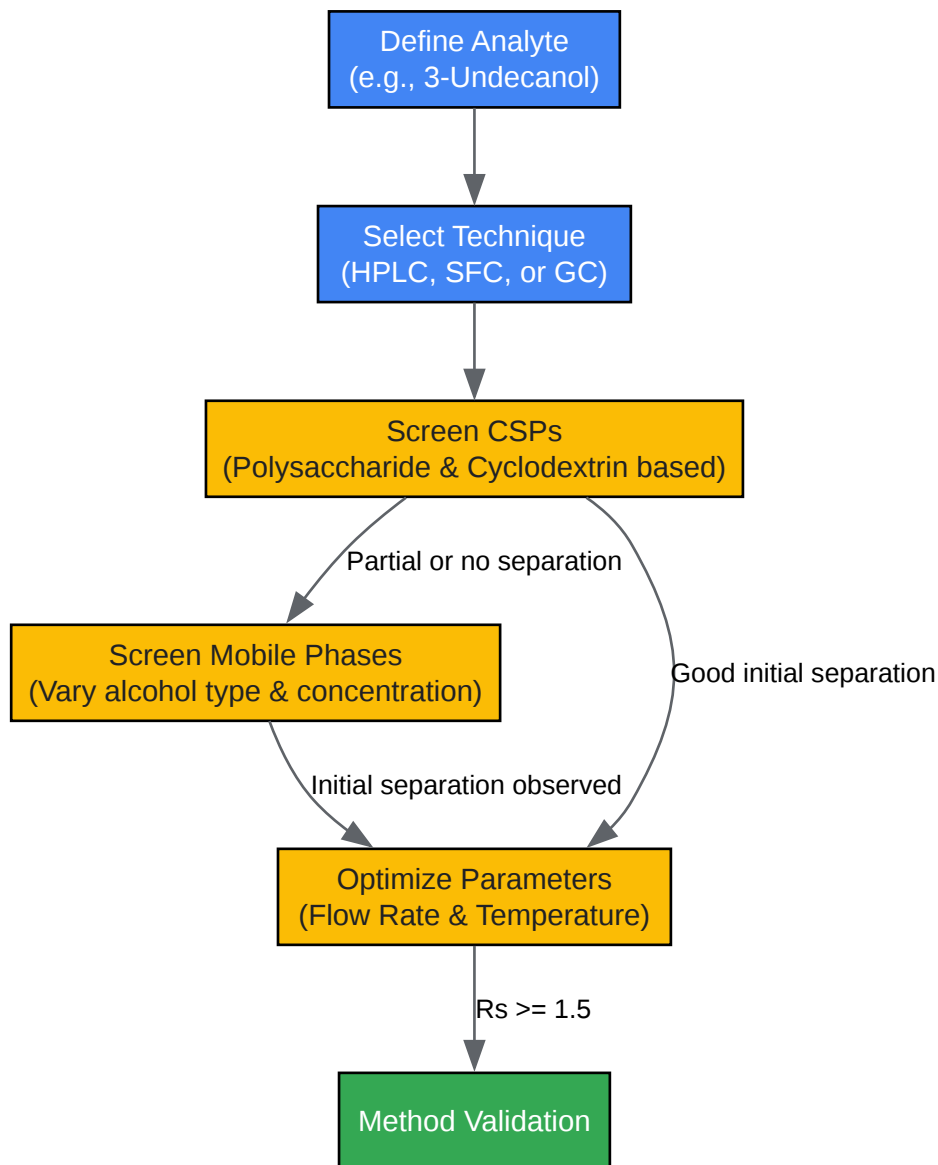 Define Analyte
(e.g., 3-Undecanol)
Select Technique
(HPLC, SFC, or GC)
Screen CSPs
(Polysaccharide & Cyclodextrin based)
Partial or no separation
Screen Mobile Phases
(Vary alcohol type & concentration)
Good initial separation
Initial separation observed
Optimize Parameters
(Flow Rate & Temperature)
Rs >= 1.5
Method Validation